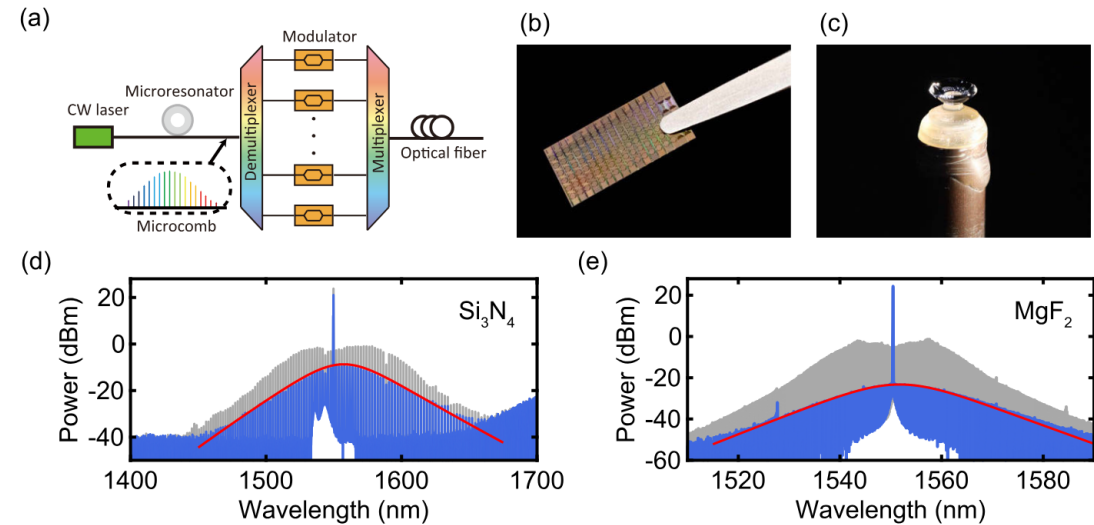 (a)
Modulator
Microresonator
CW laser
Demultiplexer
Multiplexer
Optical fiber
Microcomb
(b)
(c)
(d)
Power (dBm)
20
0
-20
-40
Si₃N₄
1400 1500 1600 1700
Wavelength (nm)
(e)
Power (dBm)
20
0
-20
-40
-60
MgF₂
1520 1540 1560 1580
Wavelength (nm)